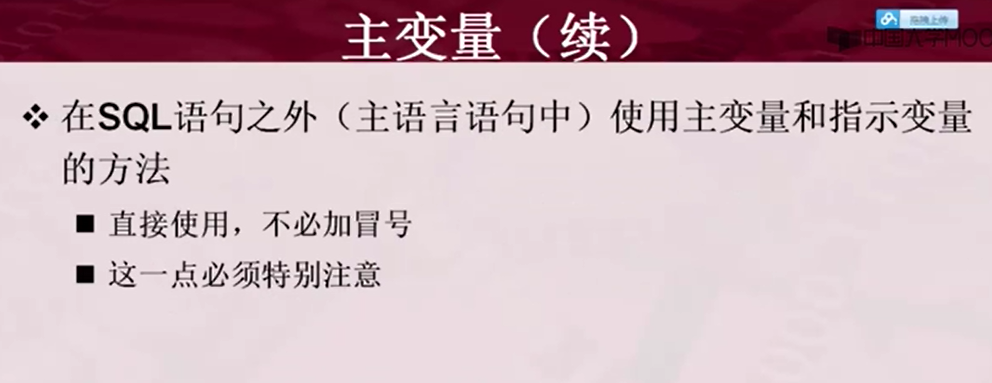 主变量（续）
拖拽上传
中国大学MOOC
❖ 在SQL语句之外（主语言语句中）使用主变量和指示变量
的方法
■ 直接使用，不必加冒号
■ 这一点必须特别注意